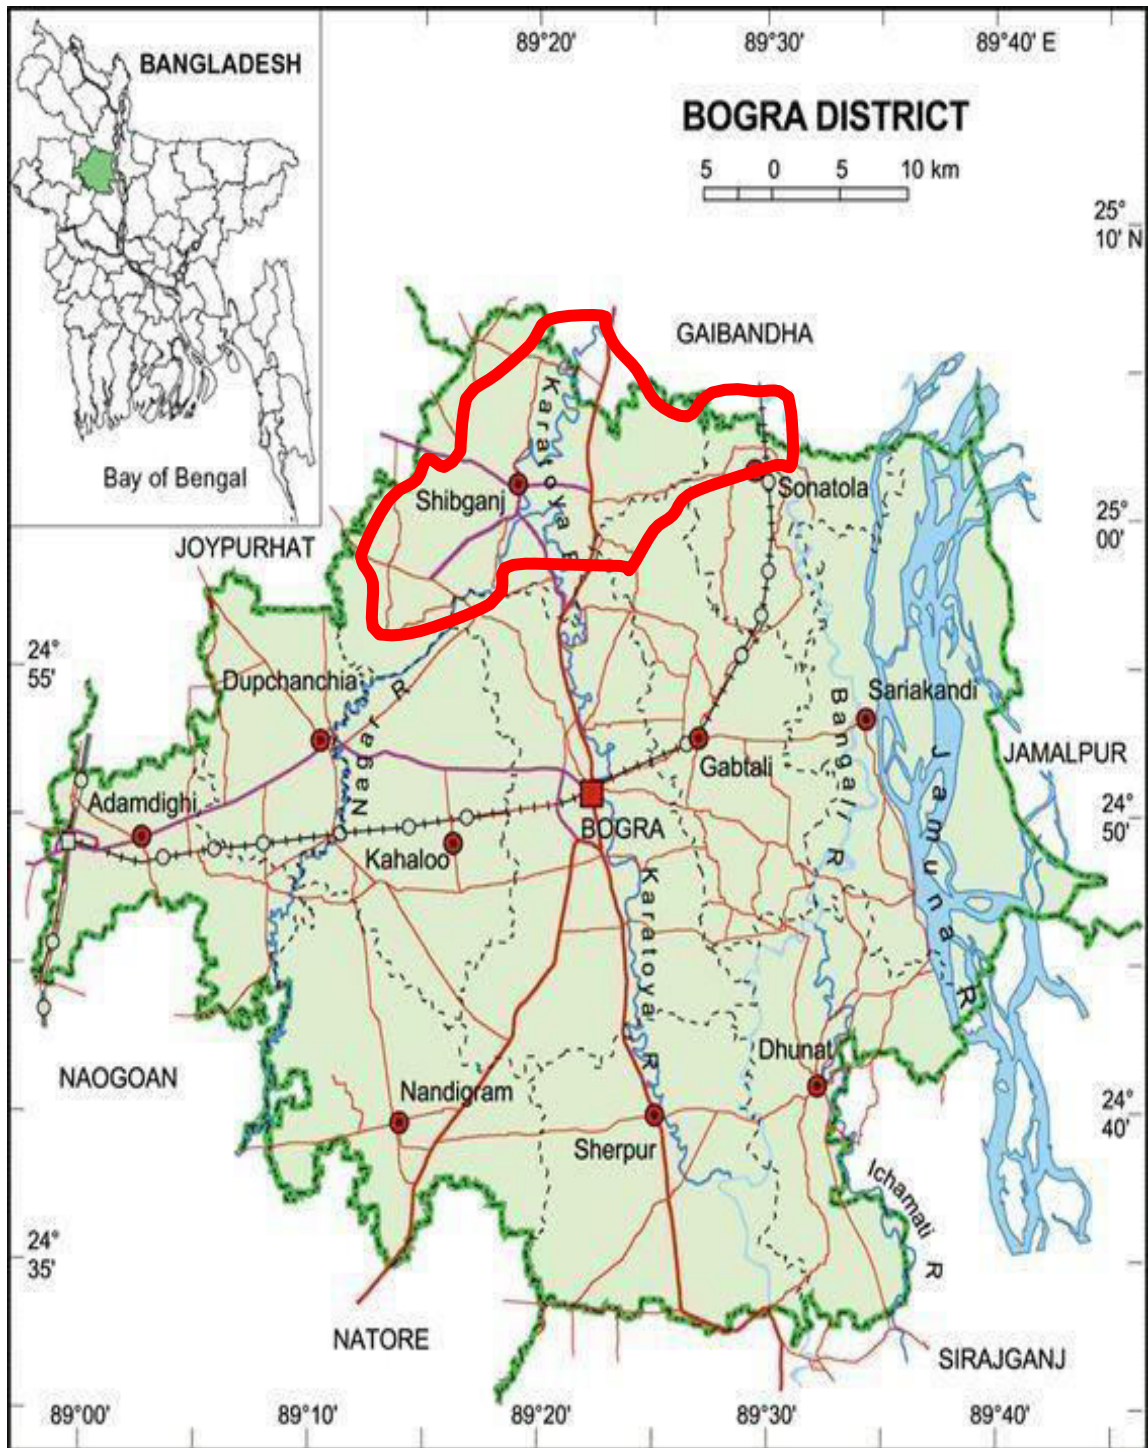 89°20'
89°30'
89°40' E
BANGLADESH
BOGRA DISTRICT
5 0 5 10 km
25°
10' N
GAIBANDHA
Karatoya R
Bay of Bengal
Shibganj
Sonatola
25°
00'
JOYPURHAT
24°
55'
Dupchanchia
Nagar R
Bangali R
Sariakandi
Jamuna R
JAMALPUR
Gabtali
Adamdighi
24°
50'
BOGRA
Kahaloo
Karatoya R
Dhunat
NAOGOAN
Nandigram
24°
40'
Sherpur
Ichamati R
24°
35'
NATORE
SIRAJGANJ
89°00'
89°10'
89°20'
89°30'
89°40'